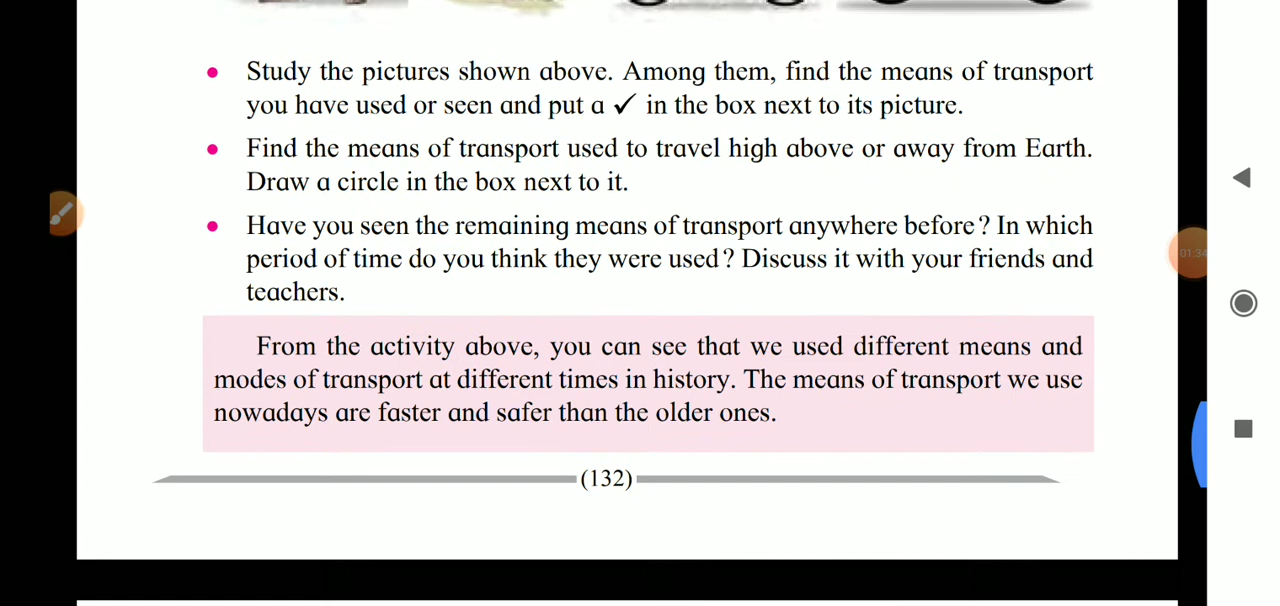 • Study the pictures shown above. Among them, find the means of transport
you have used or seen and put a ✓ in the box next to its picture.
• Find the means of transport used to travel high above or away from Earth.
Draw a circle in the box next to it.
• Have you seen the remaining means of transport anywhere before? In which
period of time do you think they were used? Discuss it with your friends and
teachers.
From the activity above, you can see that we used different means and
modes of transport at different times in history. The means of transport we use
nowadays are faster and safer than the older ones.
(132)